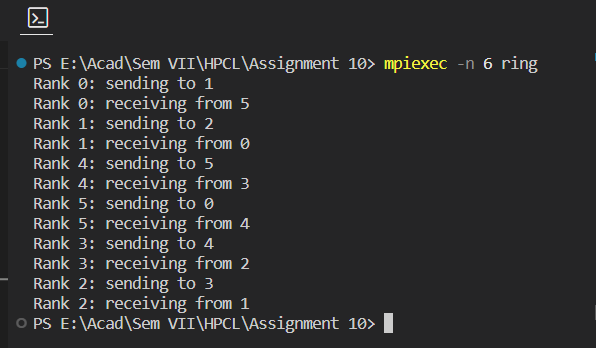 PS E:\Acad\Sem VII\HPCL\Assignment 10> mpiexec -n 6 ring
Rank 0: sending to 1
Rank 0: receiving from 5
Rank 1: sending to 2
Rank 1: receiving from 0
Rank 4: sending to 5
Rank 4: receiving from 3
Rank 5: sending to 0
Rank 5: receiving from 4
Rank 3: sending to 4
Rank 3: receiving from 2
Rank 2: sending to 3
Rank 2: receiving from 1
PS E:\Acad\Sem VII\HPCL\Assignment 10>